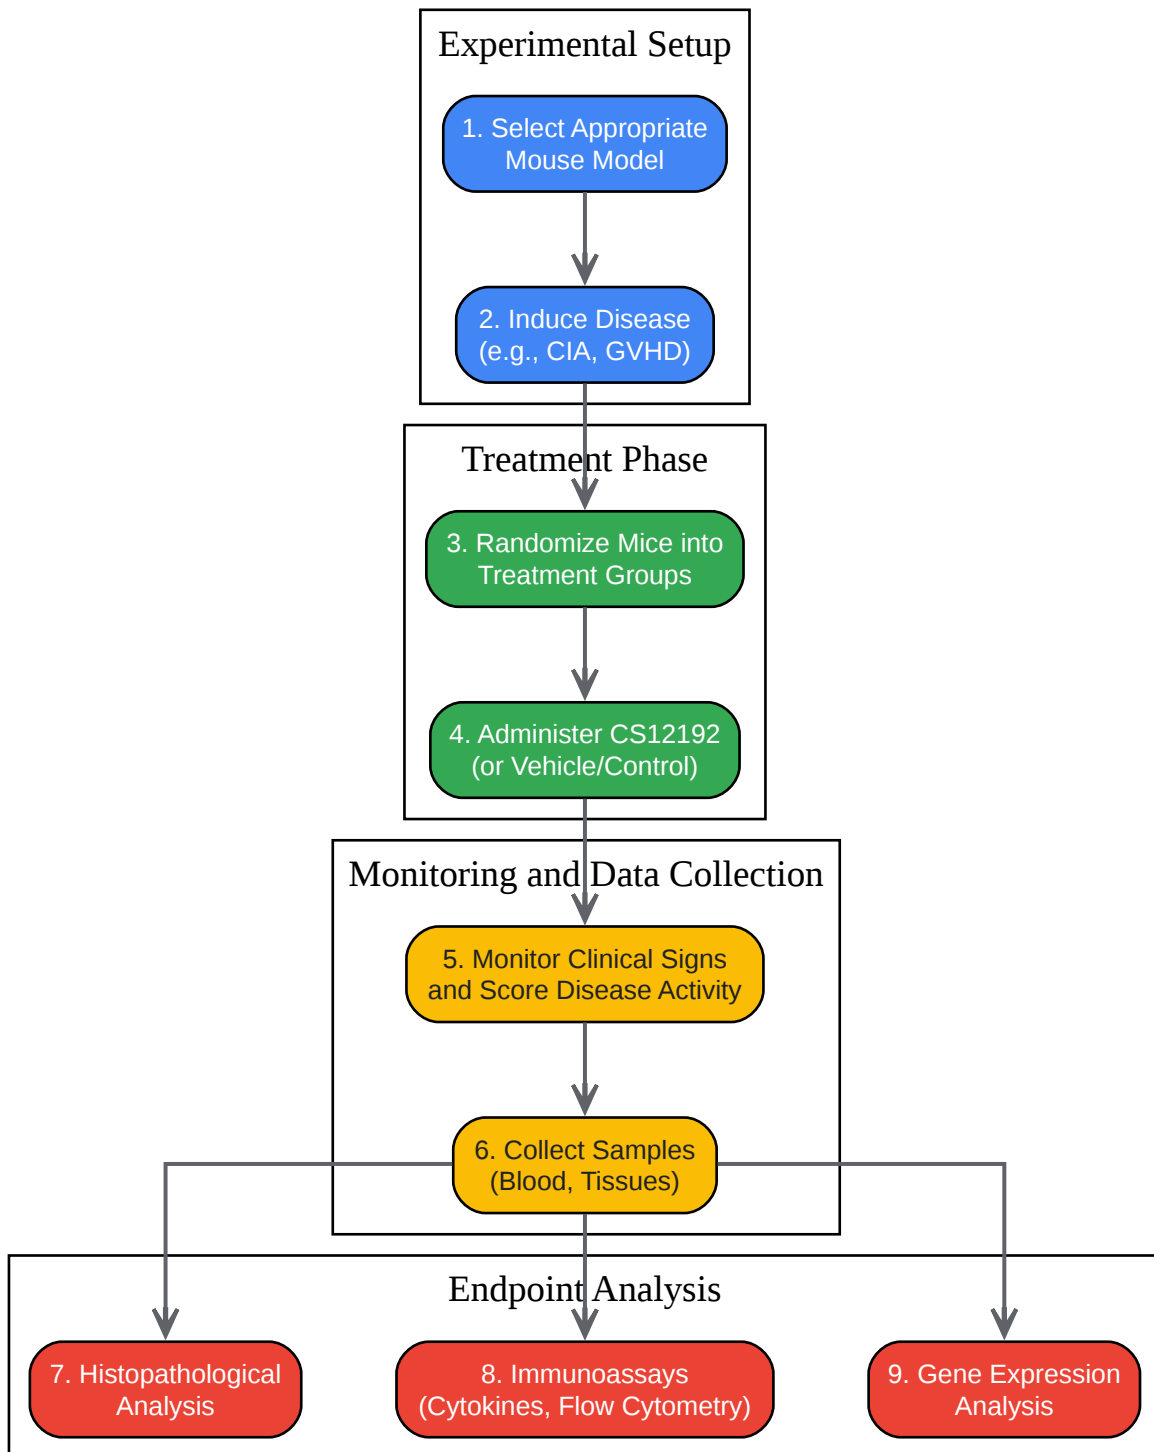 Experimental Setup
1. Select Appropriate
Mouse Model
2. Induce Disease
(e.g., CIA, GVHD)
Treatment Phase
3. Randomize Mice into
Treatment Groups
4. Administer CS12192
(or Vehicle/Control)
Monitoring and Data Collection
5. Monitor Clinical Signs
and Score Disease Activity
6. Collect Samples
(Blood, Tissues)
Endpoint Analysis
7. Histopathological
Analysis
8. Immunoassays
(Cytokines, Flow Cytometry)
9. Gene Expression
Analysis